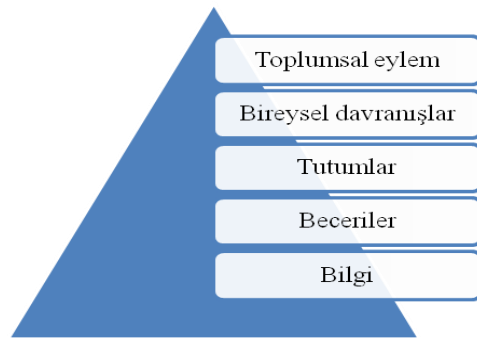 Toplumsal eylem
Bireysel davranışlar
Tutumlar
Beceriler
Bilgi